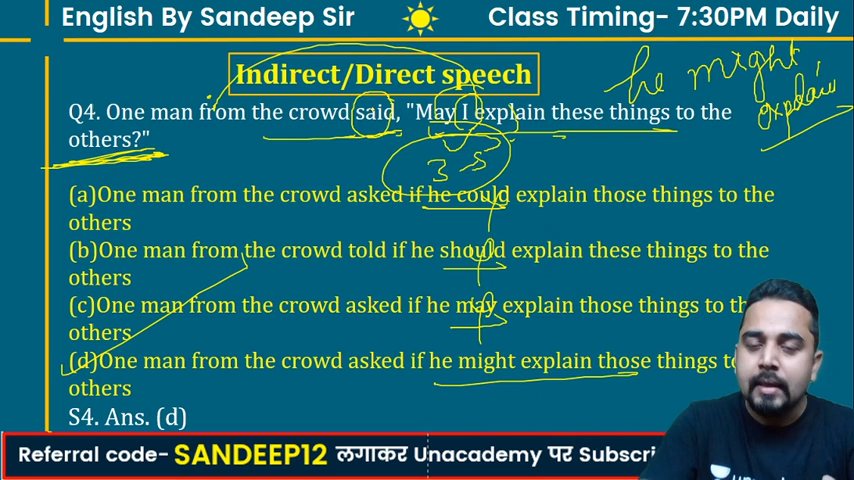 English By Sandeep Sir
Class Timing- 7:30PM Daily
Indirect/Direct speech
he might
explain
Q4. One man from the crowd said, "May I explain these things to the
others?"
3 5
(a)One man from the crowd asked if he could explain those things to the
others
(b)One man from the crowd told if he should explain these things to the
others
(c)One man from the crowd asked if he may explain those things to th
others
(d)One man from the crowd asked if he might explain those things to
others
S4. Ans. (d)
Referral code- SANDEEP12 लगाकर Unacademy पर Subscri